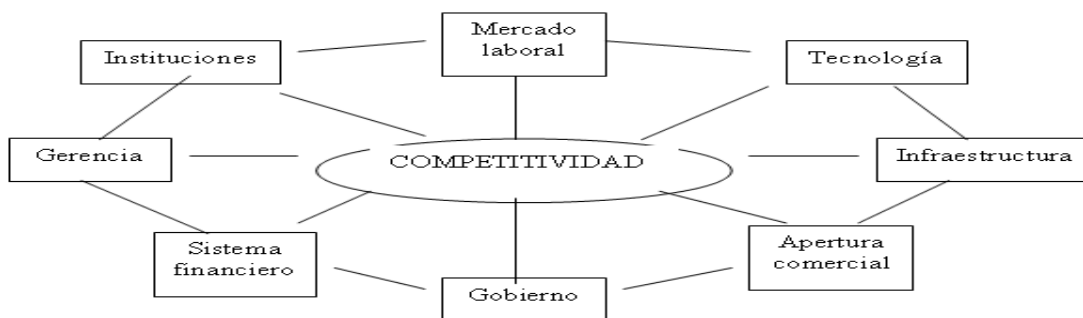 Mercado
laboral
Instituciones
Tecnología
Gerencia
COMPETITIVIDAD
Infraestructura
Sistema
financiero
Apertura
comercial
Gobierno